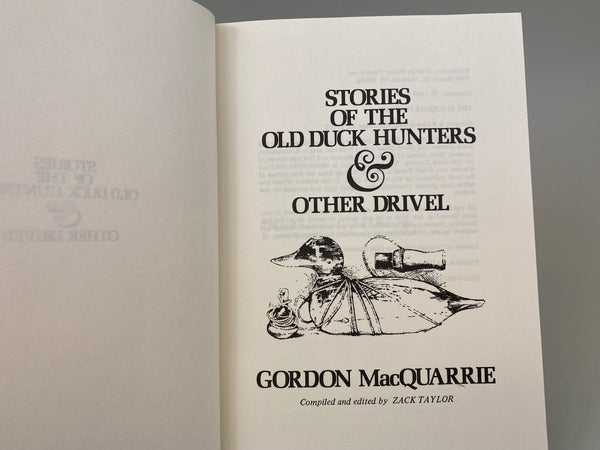 STORIES
OF THE
OLD DUCK HUNTERS
&
OTHER DRIVEL
GORDON MacQUARRIE
Compiled and edited by ZACK TAYLOR